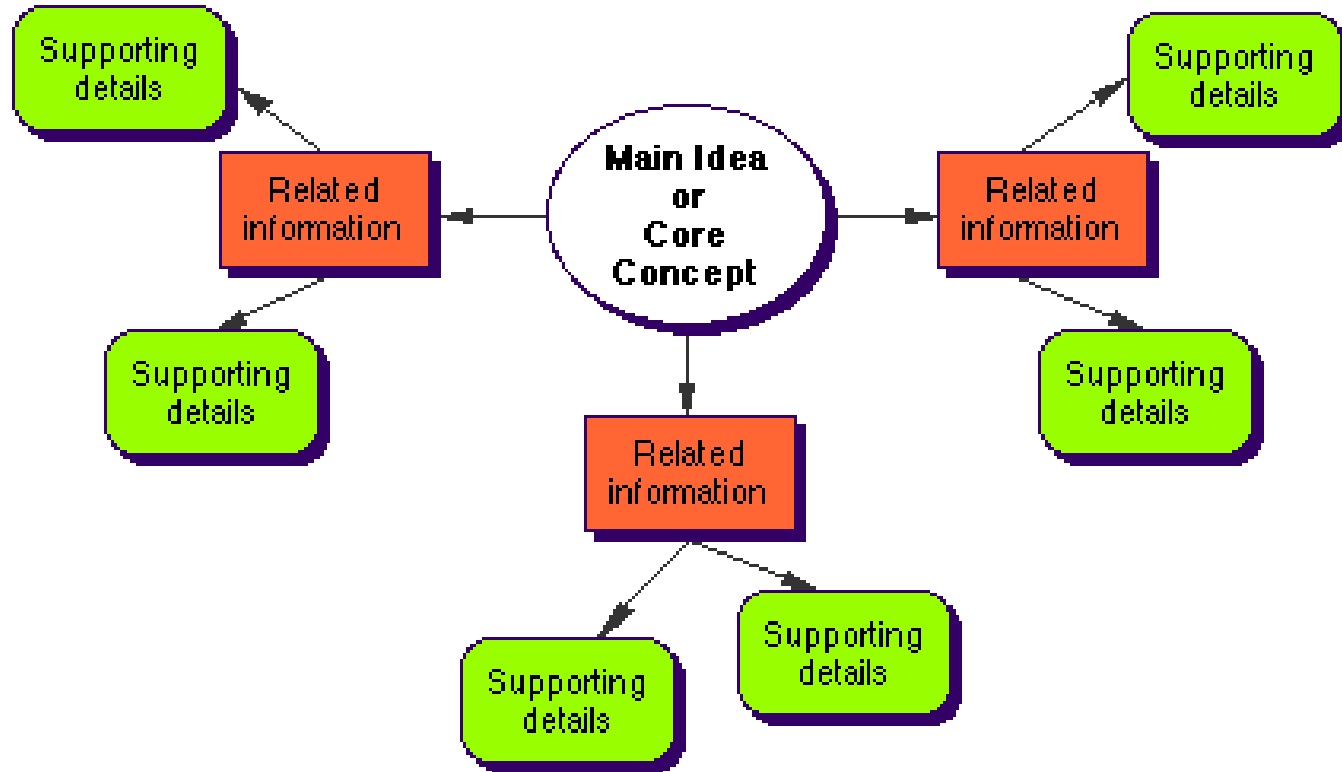 Supporting
details
Supporting
details
Main Idea
or
Core
Concept
Related
information
Related
information
Supporting
details
Supporting
details
Related
information
Supporting
details
Supporting
details